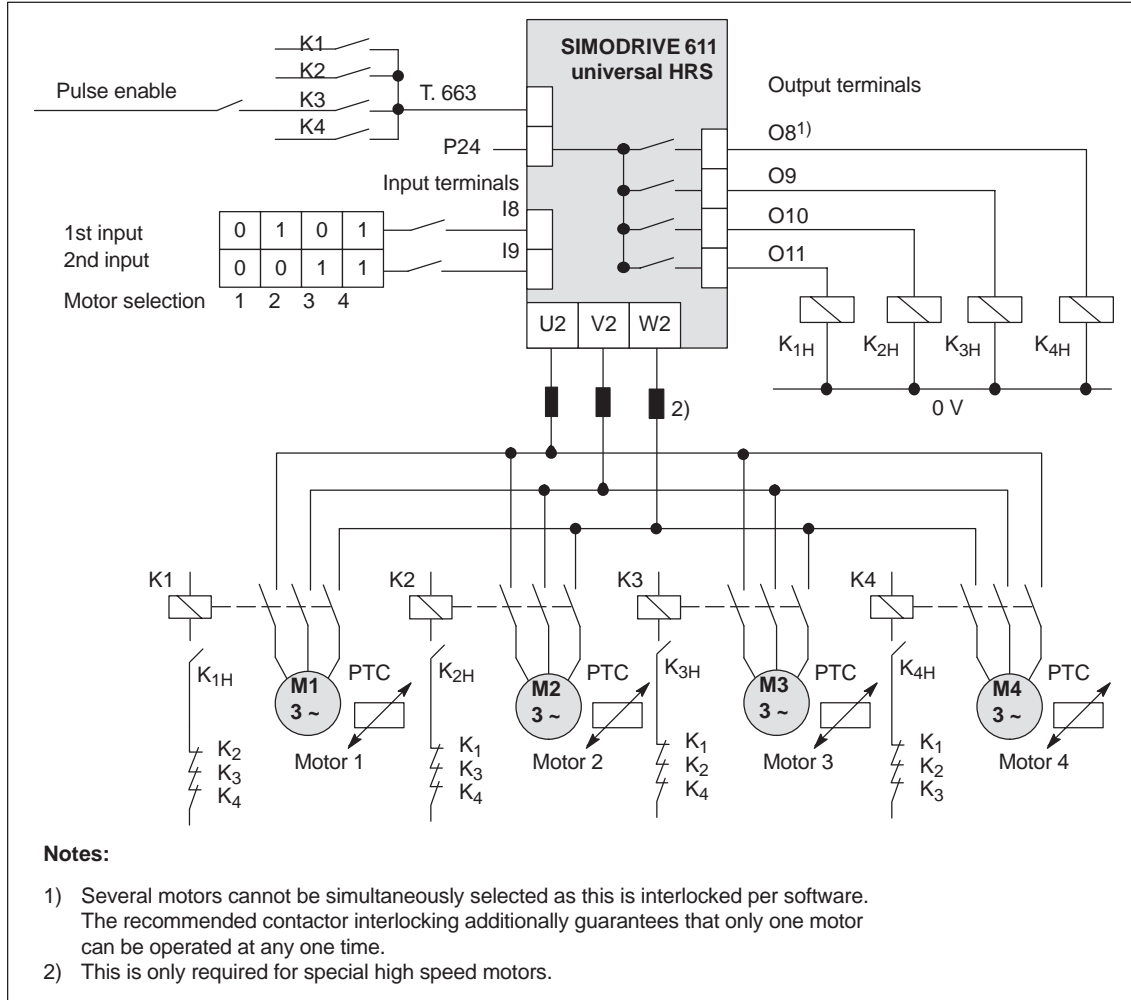 SIMODRIVE 611
universal HRS
K1
K2
K3
K4
Pulse enable
T. 663
P24
Input terminals
I8
I9
Output terminals
O8 1)
O9
O10
O11
1st input 0 1 0 1
2nd input 0 0 1 1
Motor selection 1 2 3 4
U2 V2 W2
2)
K1H K2H K3H K4H
0 V
K1 K2 K3 K4
K1H
M1
3 ~
PTC
Motor 1
K2
K3
K4
K2H
M2
3 ~
PTC
Motor 2
K1
K3
K4
K3H
M3
3 ~
PTC
Motor 3
K1
K2
K4
K4H
M4
3 ~
PTC
Motor 4
K1
K2
K3
Notes:
1) Several motors cannot be simultaneously selected as this is interlocked per software.
The recommended contactor interlocking additionally guarantees that only one motor
can be operated at any one time.
2) This is only required for special high speed motors.